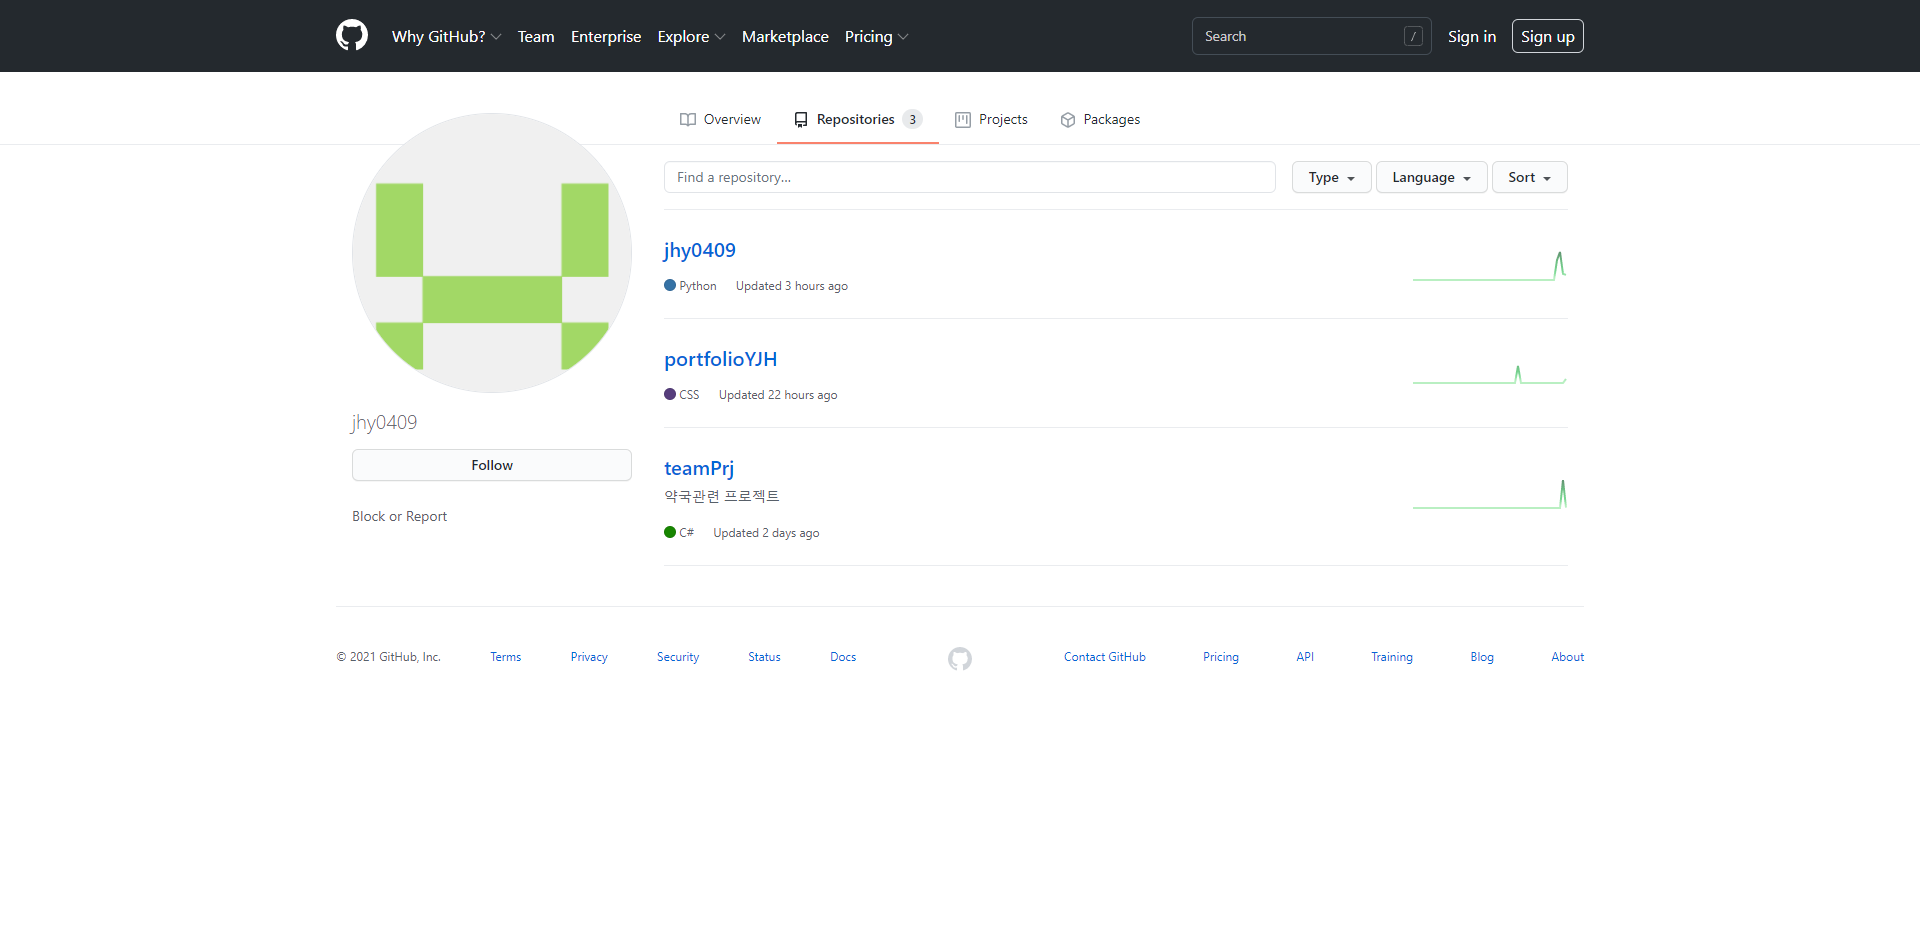 Why GitHub? Team Enterprise Explore Marketplace Pricing Search / Sign in Sign up
Overview Repositories 3 Projects Packages
Find a repository... Type Language Sort
jhy0409
Python Updated 3 hours ago
portfolioYJH
CSS Updated 22 hours ago
jhy0409
Follow
Block or Report
teamPrj
약국관련 프로젝트
C# Updated 2 days ago
© 2021 GitHub, Inc. Terms Privacy Security Status Docs Contact GitHub Pricing API Training Blog About